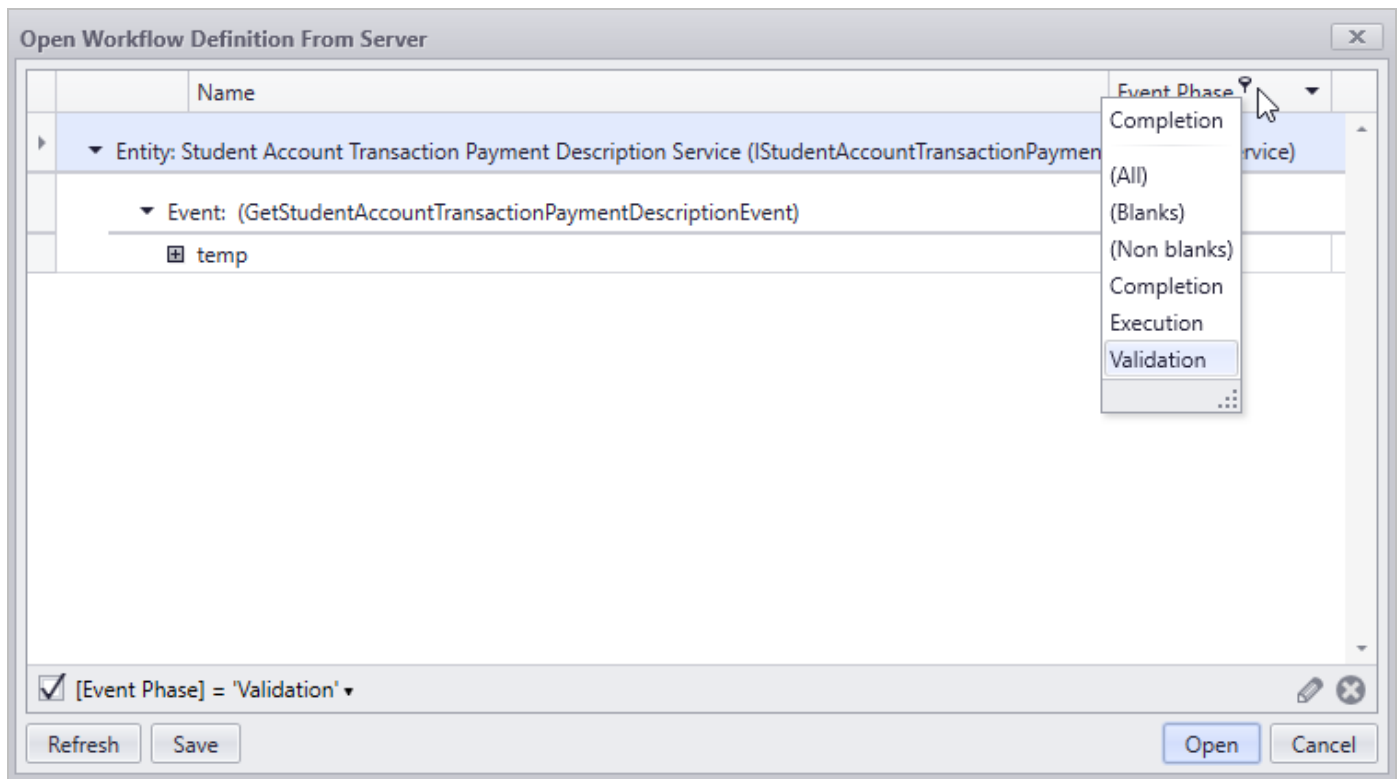 Open Workflow Definition From Server
Name
Event Phase
Entity: Student Account Transaction Payment Description Service (IStudentAccountTransactionPaymen rvice)
Event: (GetStudentAccountTransactionPaymentDescriptionEvent)
temp
Completion
(All)
(Blanks)
(Non blanks)
Completion
Execution
Validation
[Event Phase] = 'Validation'
Refresh
Save
Open
Cancel